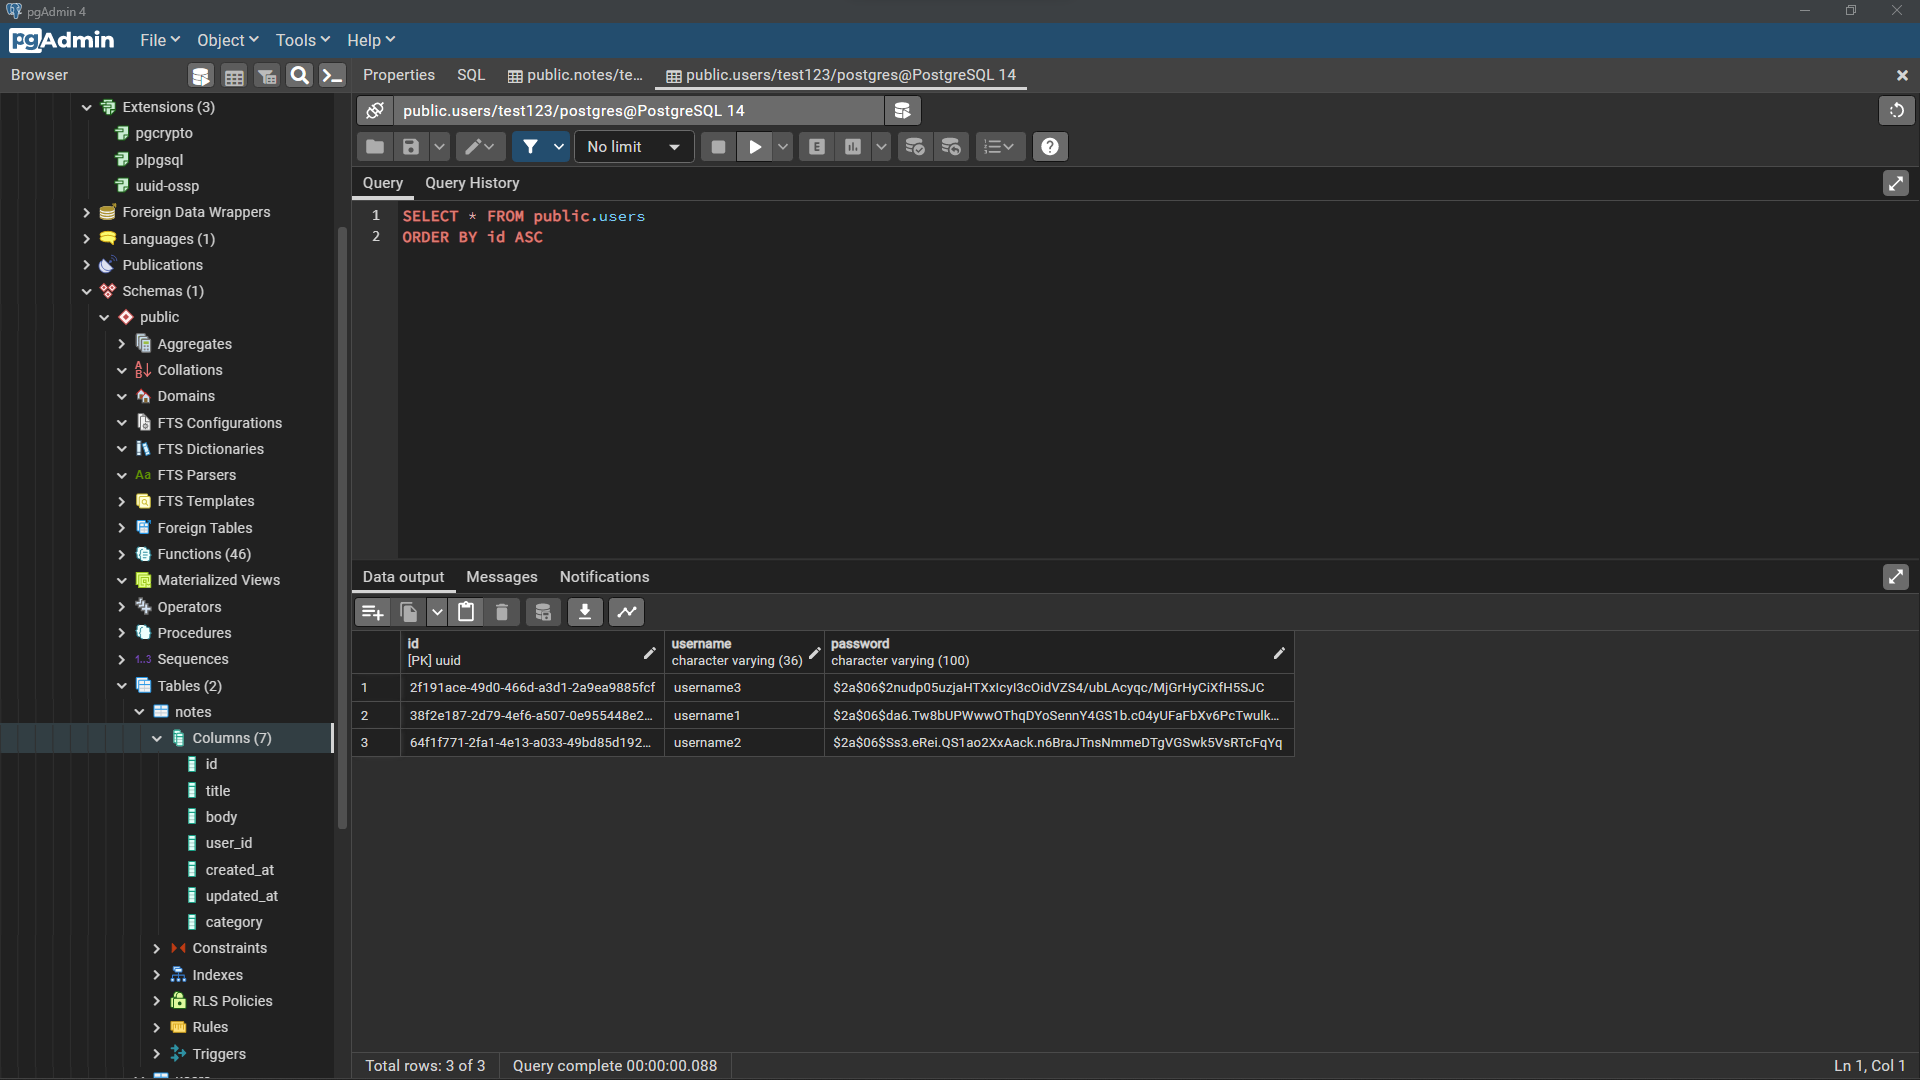 pgAdmin 4
pgAdmin File Object Tools Help
Browser
Properties SQL public.notes/te... public.users/test123/postgres@PostgreSQL 14
public.users/test123/postgres@PostgreSQL 14
No limit
E
Query Query History
1 SELECT * FROM public.users
2 ORDER BY id ASC
Extensions (3)
pgcrypto
plpgsql
uuid-ossp
Foreign Data Wrappers
Languages (1)
Publications
Schemas (1)
public
Aggregates
Collations
Domains
FTS Configurations
FTS Dictionaries
Aa FTS Parsers
FTS Templates
Foreign Tables
Functions (46)
Materialized Views
Operators
Procedures
1..3 Sequences
Tables (2)
notes
Columns (7)
id
title
body
user_id
created_at
updated_at
category
Constraints
Indexes
RLS Policies
Rules
Triggers
Data output Messages Notifications
id username password
[PK] uuid character varying (36) character varying (100)
1 2f191ace-49d0-466d-a3d1-2a9ea9885fcf username3 $2a$06$2nudp05uzjaHTXxIcyI3cOidVZS4/ubLAcyqc/MjGrHyCiXfH5SJC
2 38f2e187-2d79-4ef6-a507-0e955448e2... username1 $2a$06$da6.Tw8bUPWwwOThqDYoSennY4GS1b.c04yUFaFbXv6PcTwulk...
3 64f1f771-2fa1-4e13-a033-49bd85d192... username2 $2a$06$Ss3.eRei.QS1ao2XxAack.n6BraJTnsNmmeDTgVGSwk5VsRTcFqYq
Total rows: 3 of 3 Query complete 00:00:00.088 Ln 1, Col 1